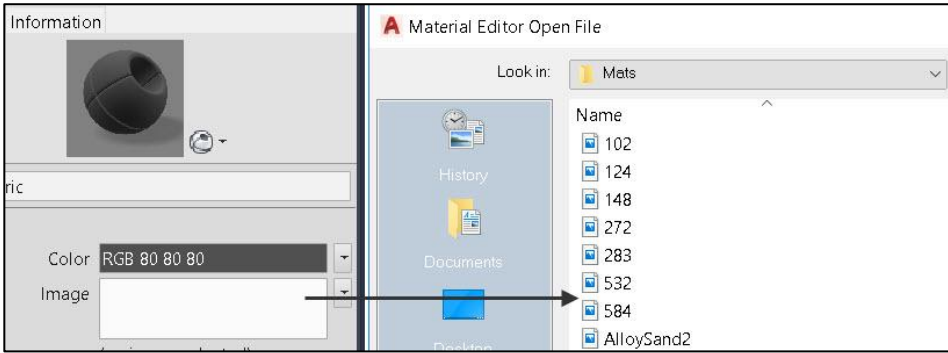 Information
ric
Color RGB 80 80 80
Image
Material Editor Open File
Look in: Mats
History
Documents
Desktop
Name
102
124
148
272
283
532
584
AlloySand2